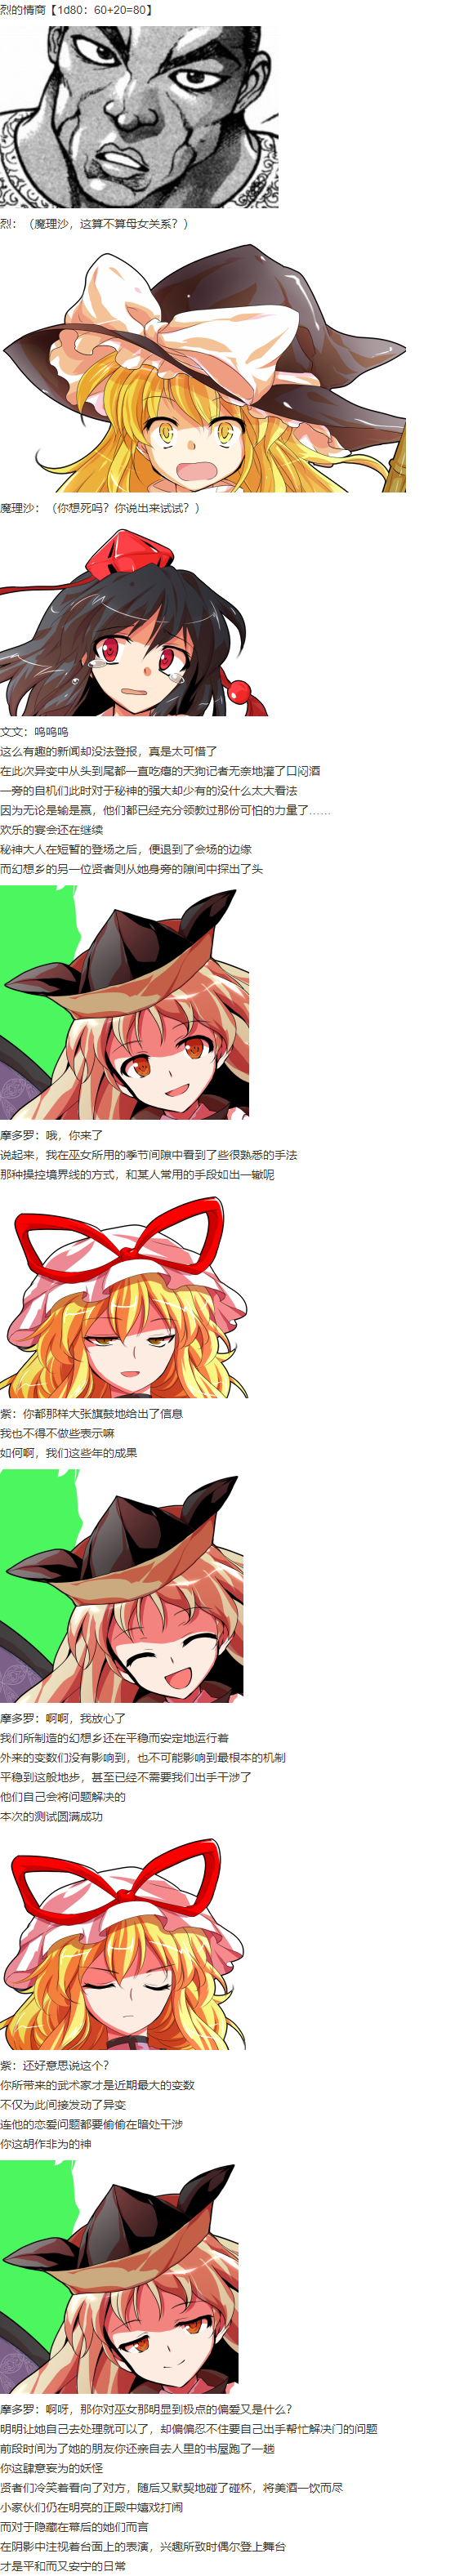 烈的情商【1d80：60+20=80】
烈：（魔理沙，这算不算母女关系？）
魔理沙：（你想死吗？你说出来试试？）
文文：呜呜呜
这么有趣的新闻却没法登报，真是太可惜了
在此次异变中从头到尾都一直吃瘪的天狗记者无奈地灌了口闷酒
一旁的自机们此时对于秘神的强大却少有的没什么太大看法
因为无论是输是赢，他们都已经充分领教过那份可怕的力量了……
欢乐的宴会还在继续
秘神大人在短暂的登场之后，便退到了会场的边缘
而幻想乡的另一位贤者则从她身旁的隙间中探出了头
摩多罗：哦，你来了
说起来，我在巫女所用的季节间隙中看到了些很熟悉的手法
那种操控境界线的方式，和某人常用的手段如出一辙呢
紫：你都那样大张旗鼓地给出了信息
我也不得不做些表示嘛
如何啊，我们这些年的成果
摩多罗：啊啊，我放心了
我们所制造的幻想乡还在平稳而安定地运行着
外来的变数们没有影响到，也不可能影响到最根本的机制
平稳到这般地步，甚至已经不需要我们出手干涉了
他们自己会将问题解决的
本次的测试圆满成功
紫：还好意思说这个？
你所带来的武术家才是近期最大的变数
不仅为此间接发动了异变
连他的恋爱问题都要偷偷在暗处干涉
你这胡作非为的神
摩多罗：啊呀，那你对巫女那明显到极点的偏爱又是什么？
明明让她自己去处理就可以了，却偏偏忍不住要自己出手帮忙解决门的问题
前段时间为了她的朋友你还亲自去人里的书屋跑了一趟
你这肆意妄为的妖怪
贤者们冷笑着看向了对方，随后又默契地碰了碰杯，将美酒一饮而尽
小家伙们仍在明亮的正殿中嬉戏打闹
而对于隐藏在幕后的她们而言
在阴影中注视着台面上的表演，兴趣所致时偶尔登上舞台
才是平和而又安宁的日常